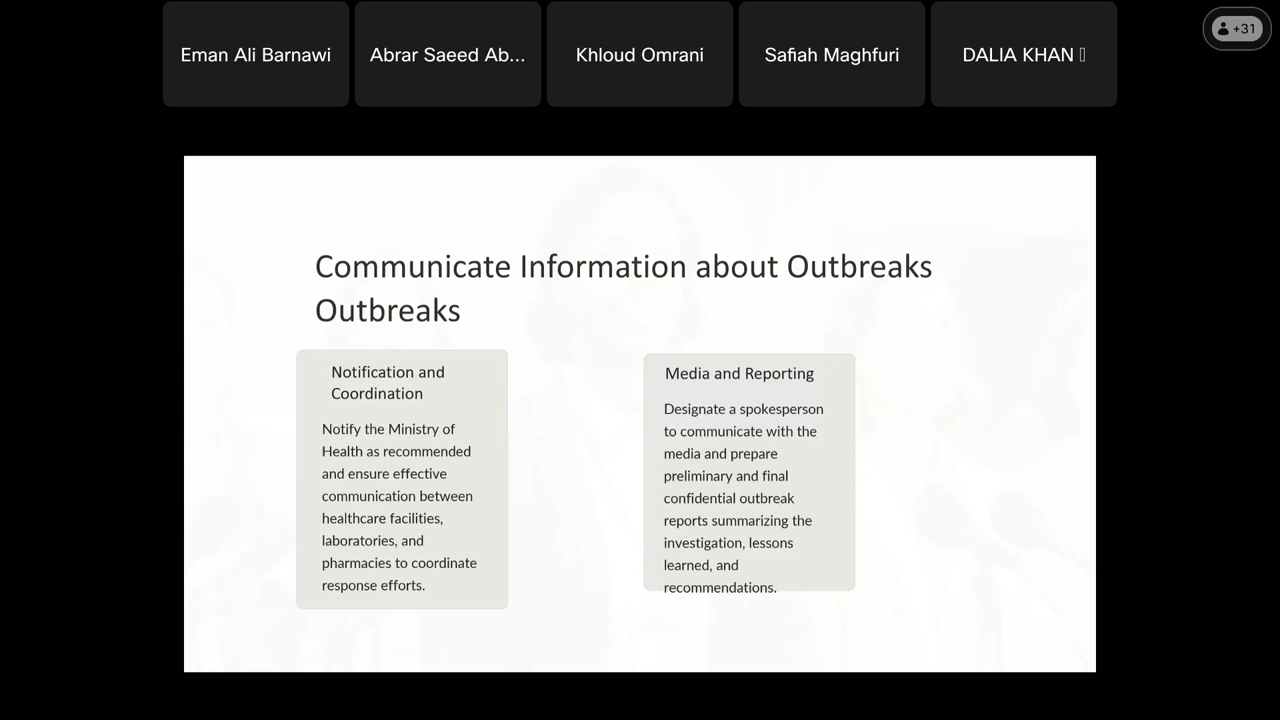 Eman Ali Barnawi
Abrar Saeed Ab...
Khloud Omrani
Safiah Maghfuri
DALIA KHAN
+31
Communicate Information about Outbreaks
Outbreaks
Notification and
Coordination
Notify the Ministry of
Health as recommended
and ensure effective
communication between
healthcare facilities,
laboratories, and
pharmacies to coordinate
response efforts.
Media and Reporting
Designate a spokesperson
to communicate with the
media and prepare
preliminary and final
confidential outbreak
reports summarizing the
investigation, lessons
learned, and
recommendations.